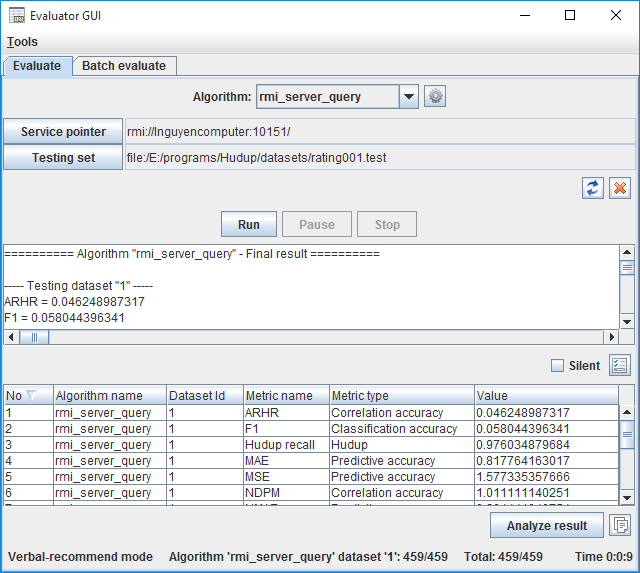 Evaluator GUI
Tools
Evaluate Batch evaluate
Algorithm: rmi_server_query
Service pointer rmi://lnguyencomputer:10151/
Testing set file:/E:/programs/Hudup/datasets/rating001.test
Run Pause Stop
========== Algorithm "rmi_server_query" - Final result ==========
----- Testing dataset "1" -----
ARHR = 0.046248987317
F1 = 0.058044396341
Silent
No Algorithm name Dataset Id Metric name Metric type Value
1 rmi_server_query 1 ARHR Correlation accuracy 0.046248987317
2 rmi_server_query 1 F1 Classification accuracy 0.058044396341
3 rmi_server_query 1 Hudup recall Hudup 0.976034879684
4 rmi_server_query 1 MAE Predictive accuracy 0.817764163017
5 rmi_server_query 1 MSE Predictive accuracy 1.577335357666
6 rmi_server_query 1 NDPM Correlation accuracy 1.011111140251
Analyze result
Verbal-recommend mode Algorithm 'rmi_server_query' dataset '1': 459/459 Total: 459/459 Time 0:0:9